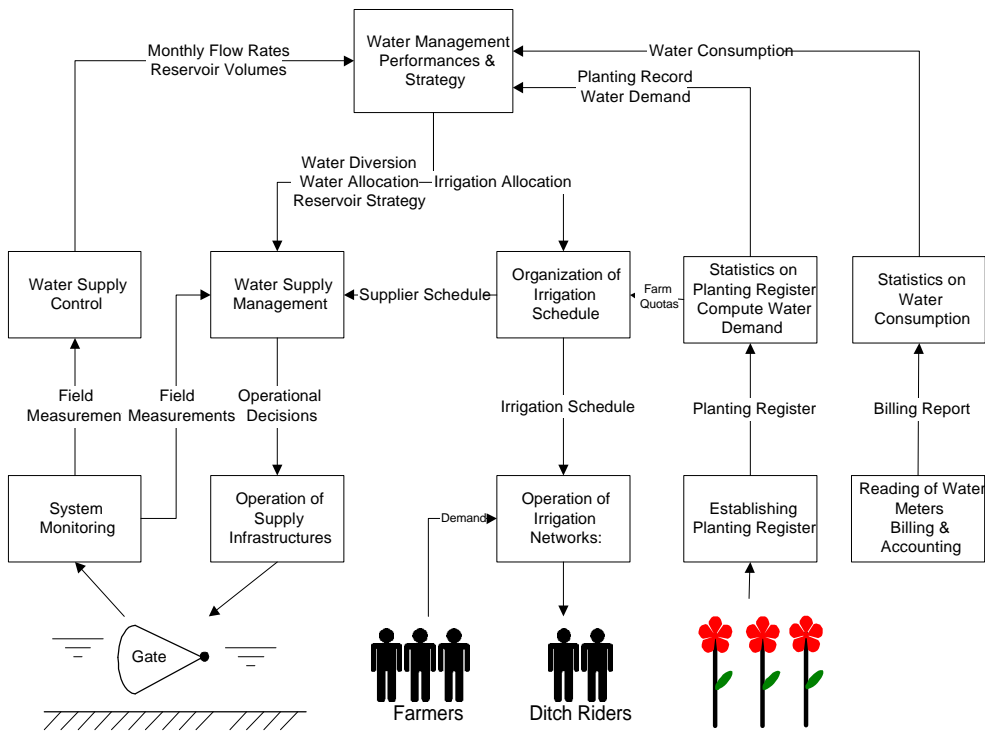 Water Management
Performances &
Strategy
Monthly Flow Rates
Reservoir Volumes
Water Consumption
Planting Record
Water Demand
Water Diversion
Water Allocation
Reservoir Strategy
Irrigation Allocation
Water Supply
Control
Water Supply
Management
Supplier Schedule
Organization of
Irrigation
Schedule
Farm
Quotas
Statistics on
Planting Register
Compute Water
Demand
Statistics on
Water
Consumption
Field
Measuremen
Field
Measurements
Operational
Decisions
Irrigation Schedule
Planting Register
Billing Report
System
Monitoring
Operation of
Supply
Infrastructures
Demand
Operation of
Irrigation
Networks:
Establishing
Planting Register
Reading of Water
Meters
Billing &
Accounting
Gate
Farmers
Ditch Riders